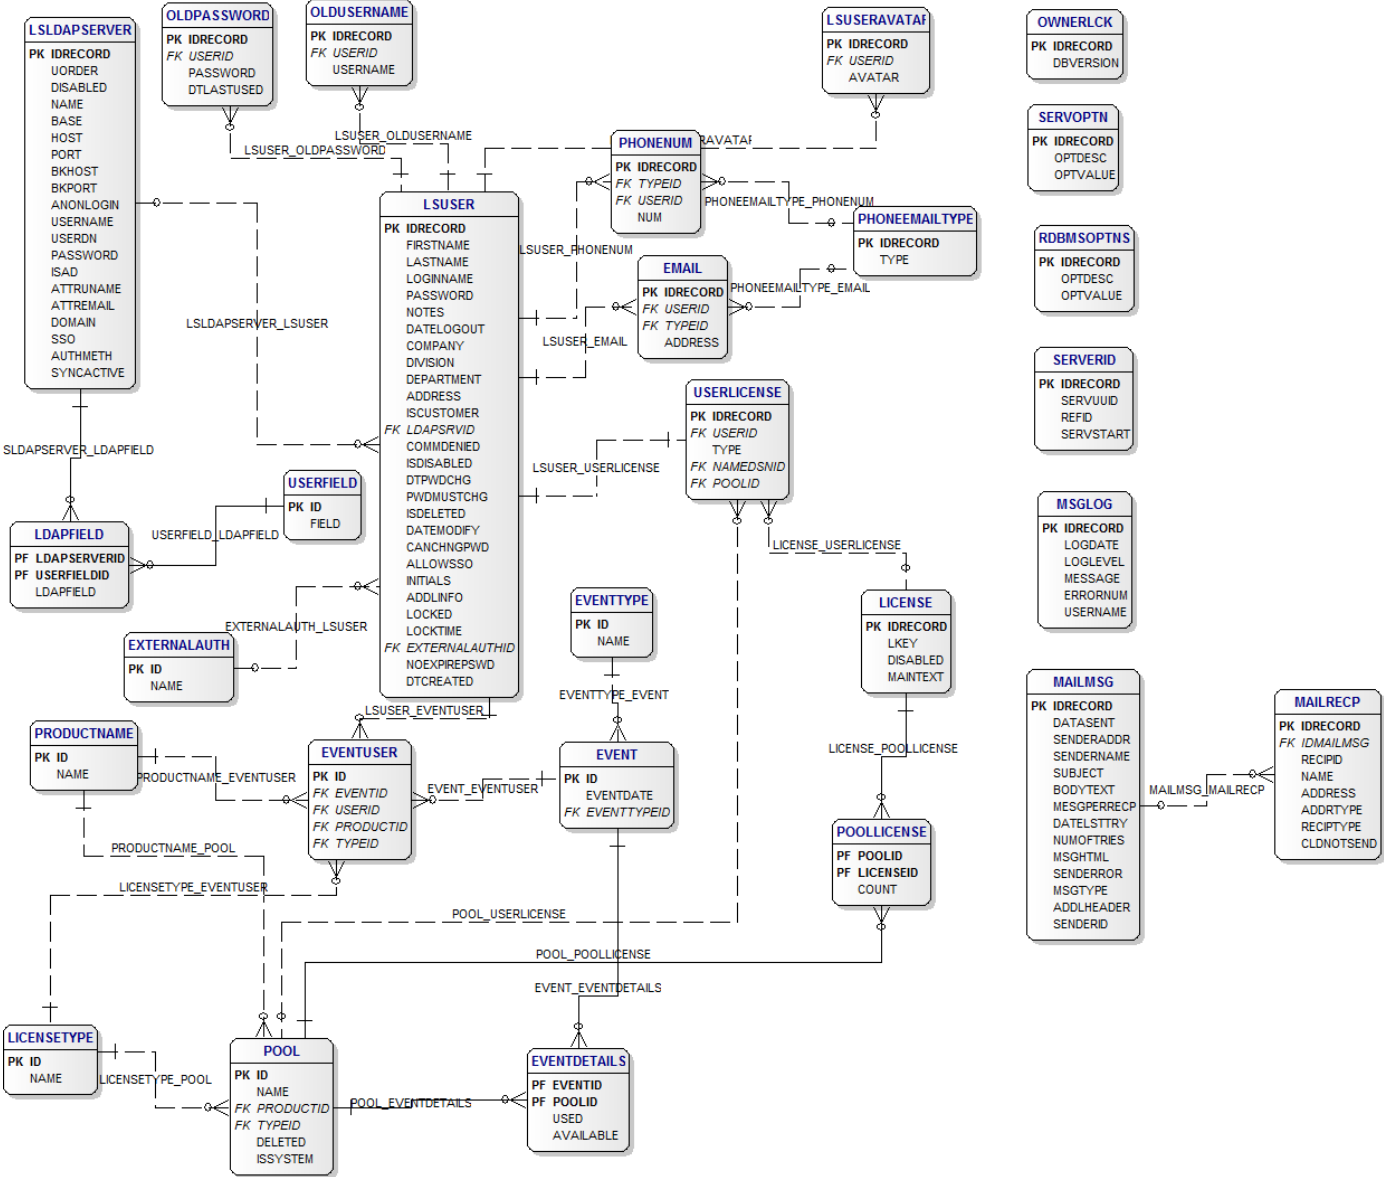 LSLDAPSERVER
PK IDRECORD
UORDER
DISABLED
NAME
BASE
HOST
PORT
BKHOST
BKPORT
ANONLOGIN
USERNAME
USERDN
PASSWORD
ISAD
ATTRUNAME
ATTREMAIL
DOMAIN
SSO
AUTHMETH
SYNCACTIVE
OLDPASSWORD
PK IDRECORD
FK USERID
PASSWORD
DTLASTUSED
OLDUSERNAME
PK IDRECORD
FK USERID
USERNAME
LSUSERAVATAR
PK IDRECORD
FK USERID
AVATAR
OWNERLCK
PK IDRECORD
DBVERSION
SERVOPTN
PK IDRECORD
OPTDESC
OPTVALUE
RDBMSOPTNS
PK IDRECORD
OPTDESC
OPTVALUE
SERVERID
PK IDRECORD
SERVUUID
REFID
SERVSTART
MSGLOG
PK IDRECORD
LOGDATE
LOGLEVEL
MESSAGE
ERRORNUM
USERNAME
LSUSER_OLDUSERNAME
LSUSER_OLDPASSWORD
RAVATAR
PHONENUM
PK IDRECORD
FK TYPEID
FK USERID
NUM
PHONEEMAILTYPE_PHONENUM
PHONEEMAILTYPE
PK IDRECORD
TYPE
LSUSER_PHONENUM
EMAIL
PK IDRECORD
FK USERID
FK TYPEID
ADDRESS
PHONEEMAILTYPE_EMAIL
LSUSER_EMAIL
LSUSER
PK IDRECORD
FIRSTNAME
LASTNAME
LOGINNAME
PASSWORD
NOTES
DATELOGOUT
COMPANY
DIVISION
DEPARTMENT
ADDRESS
ISCUSTOMER
FK LDAPSRVID
COMMDENIED
ISDISABLED
DTPWDCHG
PWDMUSTCHG
ISDELETED
DATEMODIFY
CANCHNGPWD
ALLOWSSO
INITIALS
ADDLINFO
LOCKED
LOCKTIME
FK EXTERNALAUTHID
NOEXPIREPSWD
DTCREATED
LSLDAPSERVER_LSUSER
SLDAPSERVER_LDAPFIELD
USERFIELD
PK ID
FIELD
USERFIELD_LDAPFIELD
LDAPFIELD
PF LDAPSERVERID
PF USERFIELDID
LDAPFIELD
EXTERNALAUTH_LSUSER
EXTERNALAUTH
PK ID
NAME
USERLICENSE
PK IDRECORD
FK USERID
TYPE
FK NAMEDSNID
FK POOLID
LSUSER_USERLICENSE
LICENSE_USERLICENSE
LICENSE
PK IDRECORD
LKEY
DISABLED
MAINTEXT
EVENTTYPE
PK ID
NAME
EVENTTYPE_EVENT
LSUSER_EVENTUSER
PRODUCTNAME
PK ID
NAME
PRODUCTNAME_EVENTUSER
EVENTUSER
PK ID
FK EVENTID
FK USERID
FK PRODUCTID
FK TYPEID
EVENT_EVENTUSER
EVENT
PK ID
EVENTDATE
FK EVENTTYPEID
LICENSE_POOLLICENSE
POOLLICENSE
PF POOLID
PF LICENSEID
COUNT
MAILMSG
PK IDRECORD
DATASENT
SENDERADDR
SENDERNAME
SUBJECT
BODYTEXT
MESGPERRECP
DATELSTTRY
NUMOFTRIES
MSGHTML
SENDERROR
MSGTYPE
ADDLHEADER
SENDERID
MAILMSG_MAILRECP
MAILRECP
PK IDRECORD
FK IDMAILMSG
RECIPID
NAME
ADDRESS
ADDRTYPE
RECIPTYPE
CLDNOTSEND
PRODUCTNAME_POOL
LICENSETYPE_EVENTUSER
POOL_USERLICENSE
POOL_POOLLICENSE
EVENT_EVENTDETAILS
LICENSETYPE
PK ID
NAME
LICENSETYPE_POOL
POOL
PK ID
NAME
FK PRODUCTID
FK TYPEID
DELETED
ISSYSTEM
POOL_EVENTDETAILS
EVENTDETAILS
PF EVENTID
PF POOLID
USED
AVAILABLE